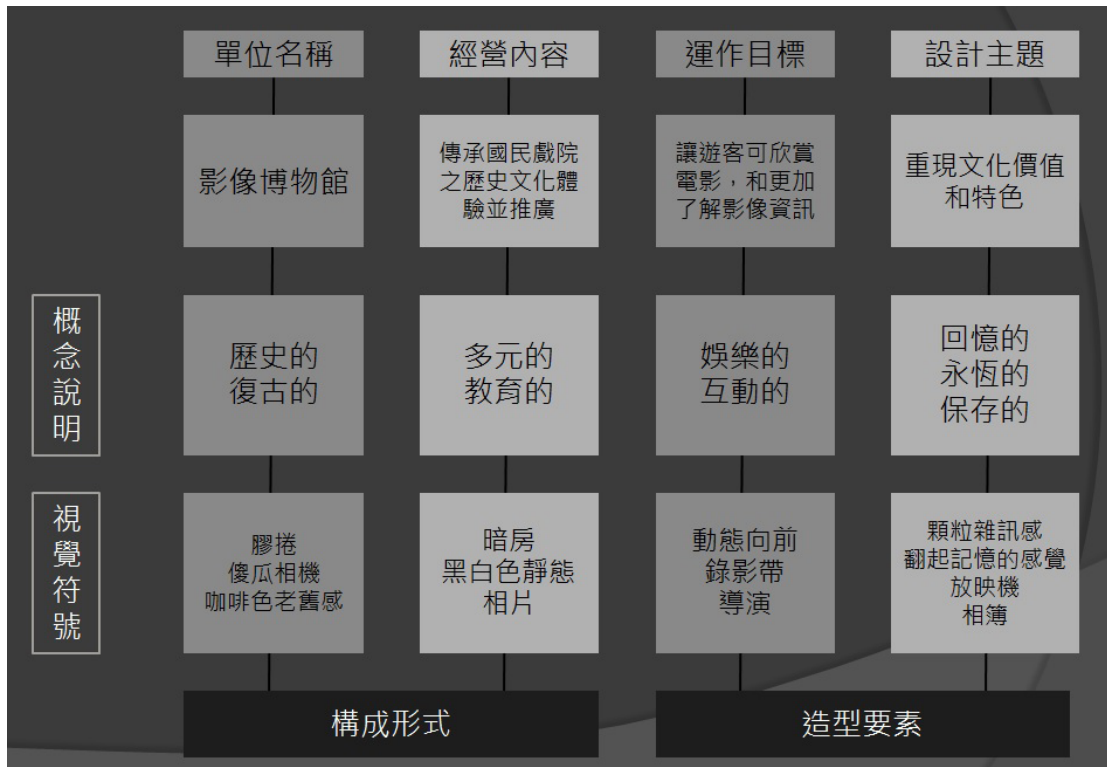 單位名稱
經營內容
運作目標
設計主題
影像博物館
傳承國民戲院
之歷史文化體
驗並推廣
讓遊客可欣賞
電影，和更加
了解影像資訊
重現文化價值
和特色
概念說明
歷史的
復古的
多元的
教育的
娛樂的
互動的
回憶的
永恆的
保存的
視覺符號
膠捲
傻瓜相機
咖啡色老舊感
暗房
黑白色靜態
相片
動態向前
錄影帶
導演
顆粒雜訊感
翻起記憶的感覺
放映機
相簿
構成形式
造型要素